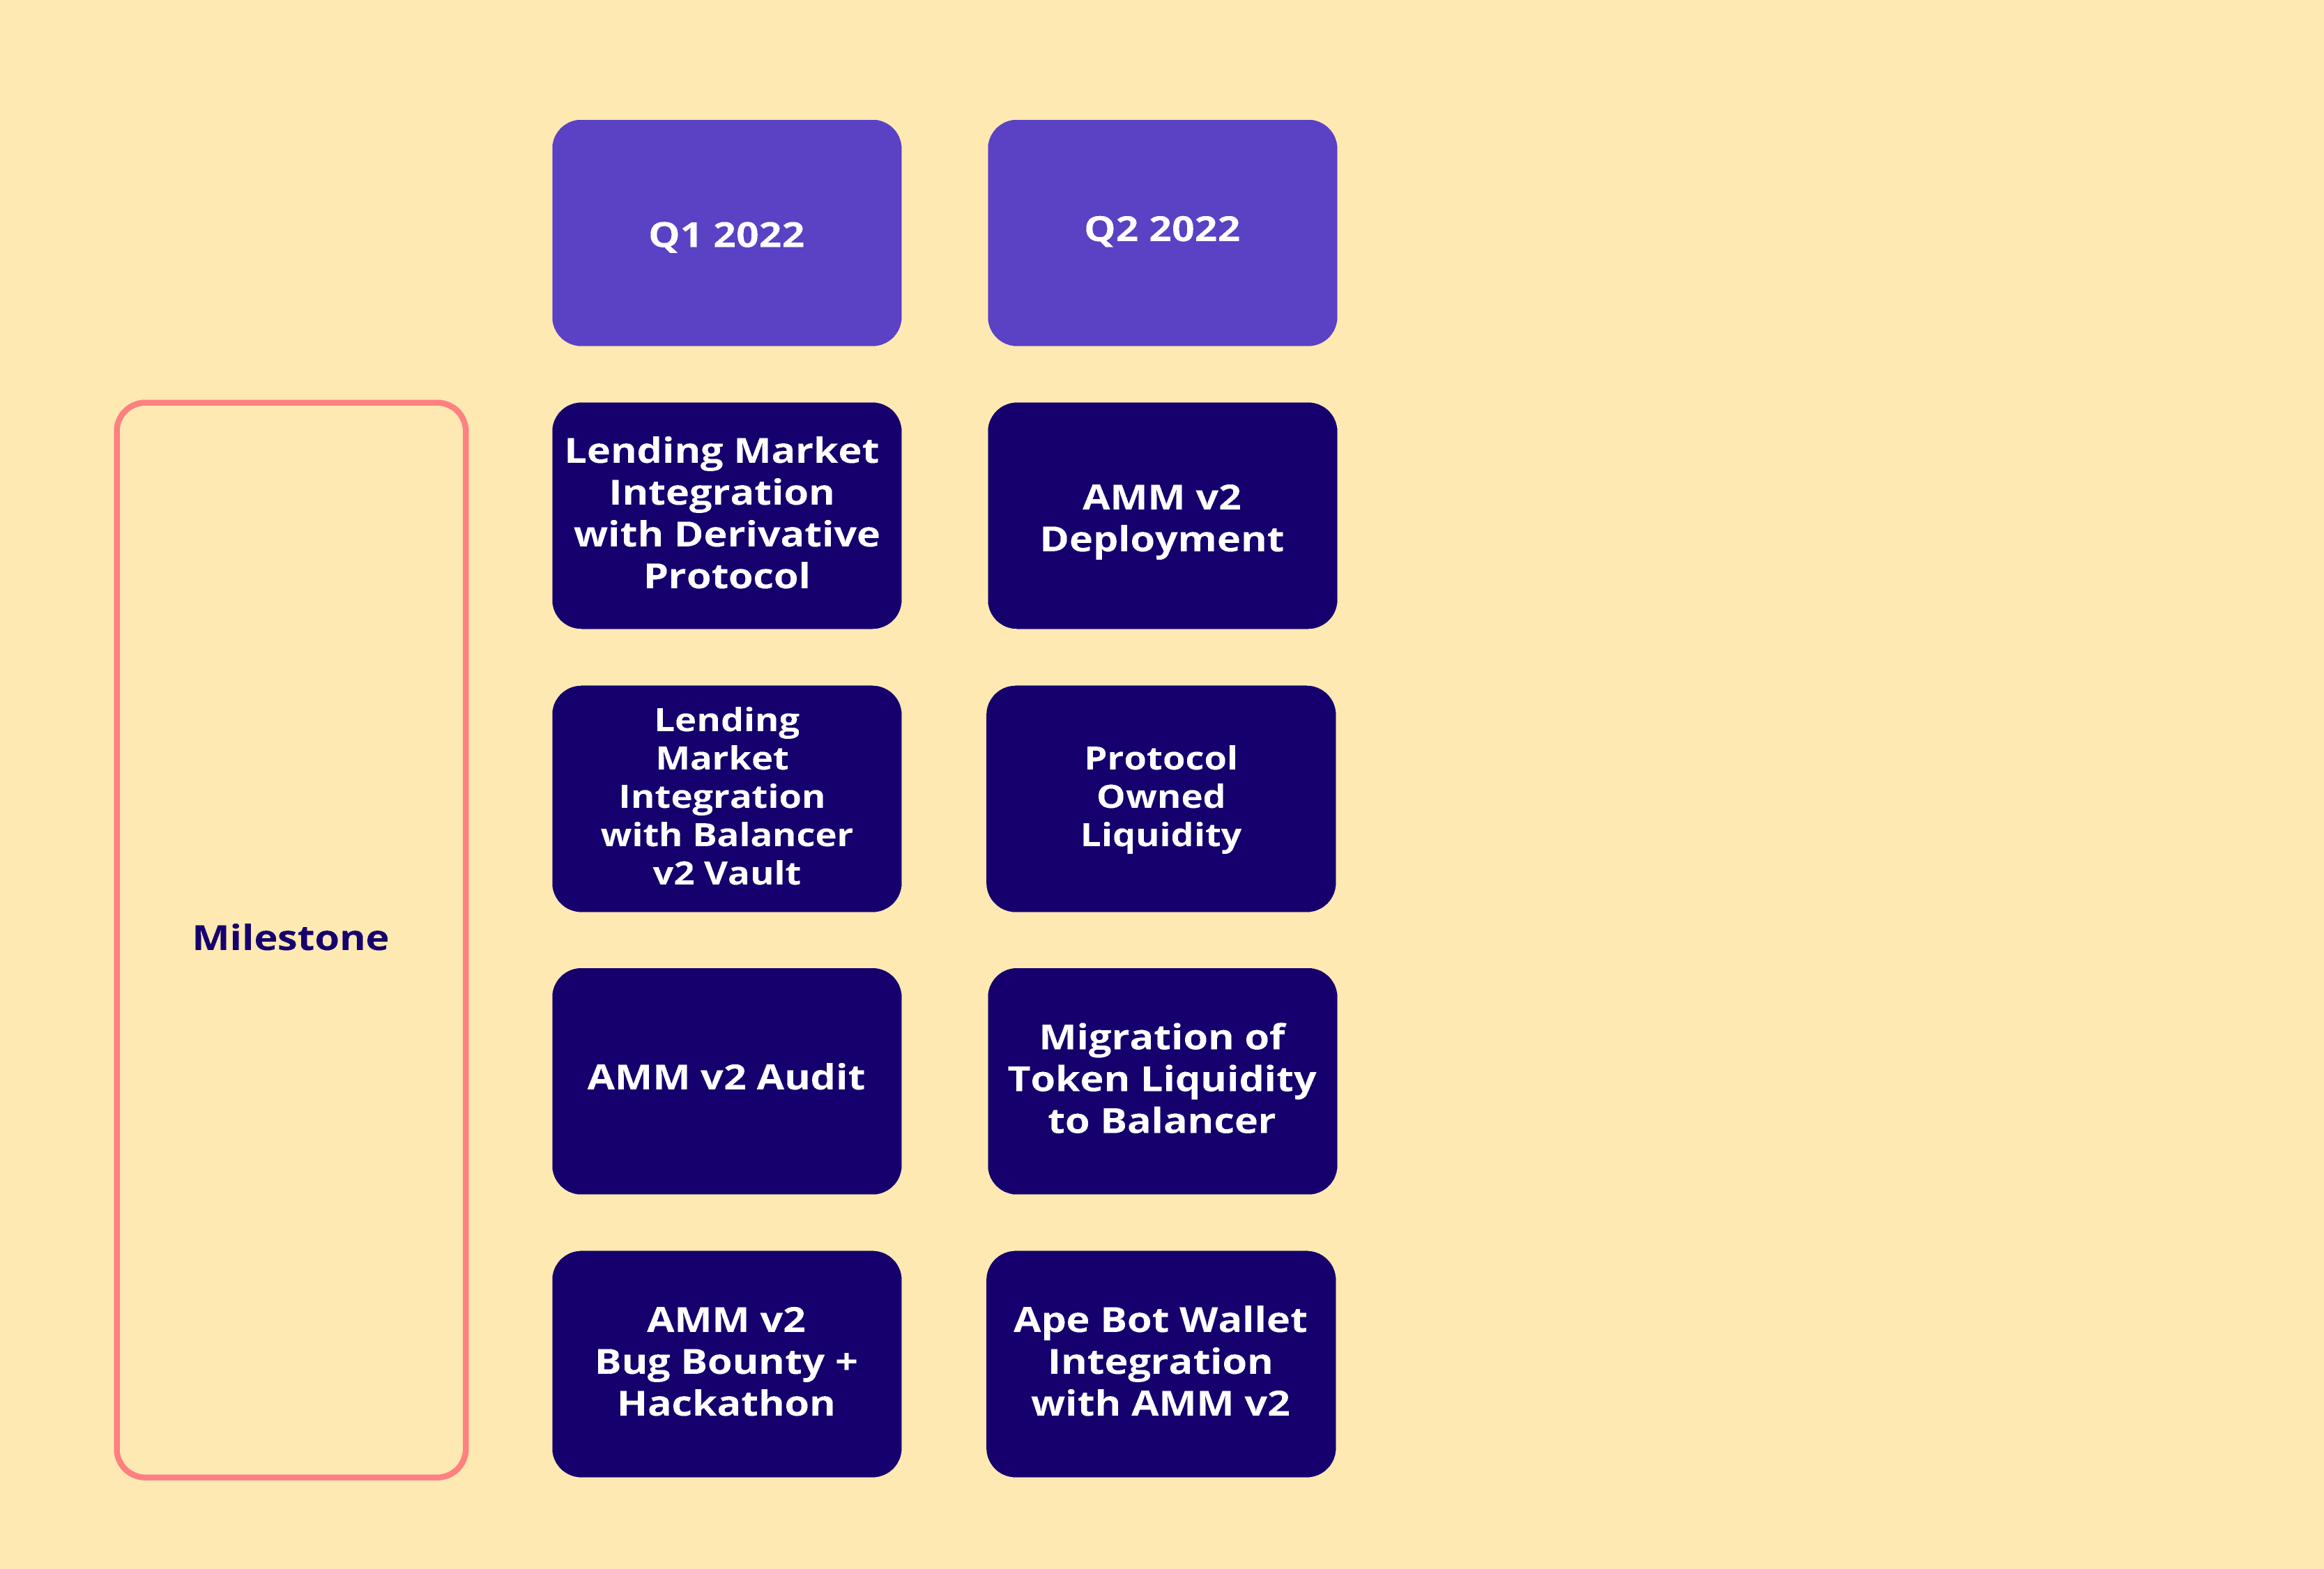 Q1 2022
Q2 2022
Milestone
Lending Market
Integration
with Derivative
Protocol
AMM v2
Deployment
Lending
Market
Integration
with Balancer
v2 Vault
Protocol
Owned
Liquidity
AMM v2 Audit
Migration of
Token Liquidity
to Balancer
AMM v2
Bug Bounty +
Hackathon
Ape Bot Wallet
Integration
with AMM v2